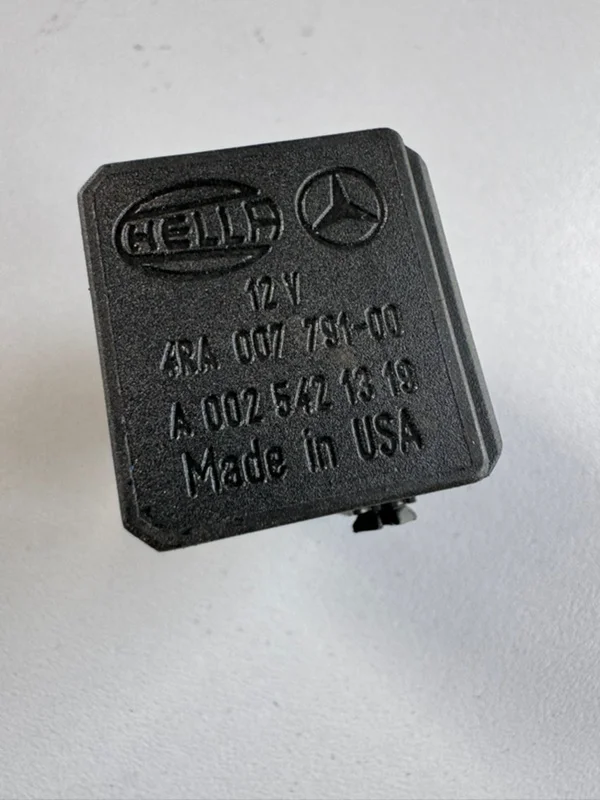 HELLA
12 V
4RA 007 791-00
A 002 542 13 19
Made in USA